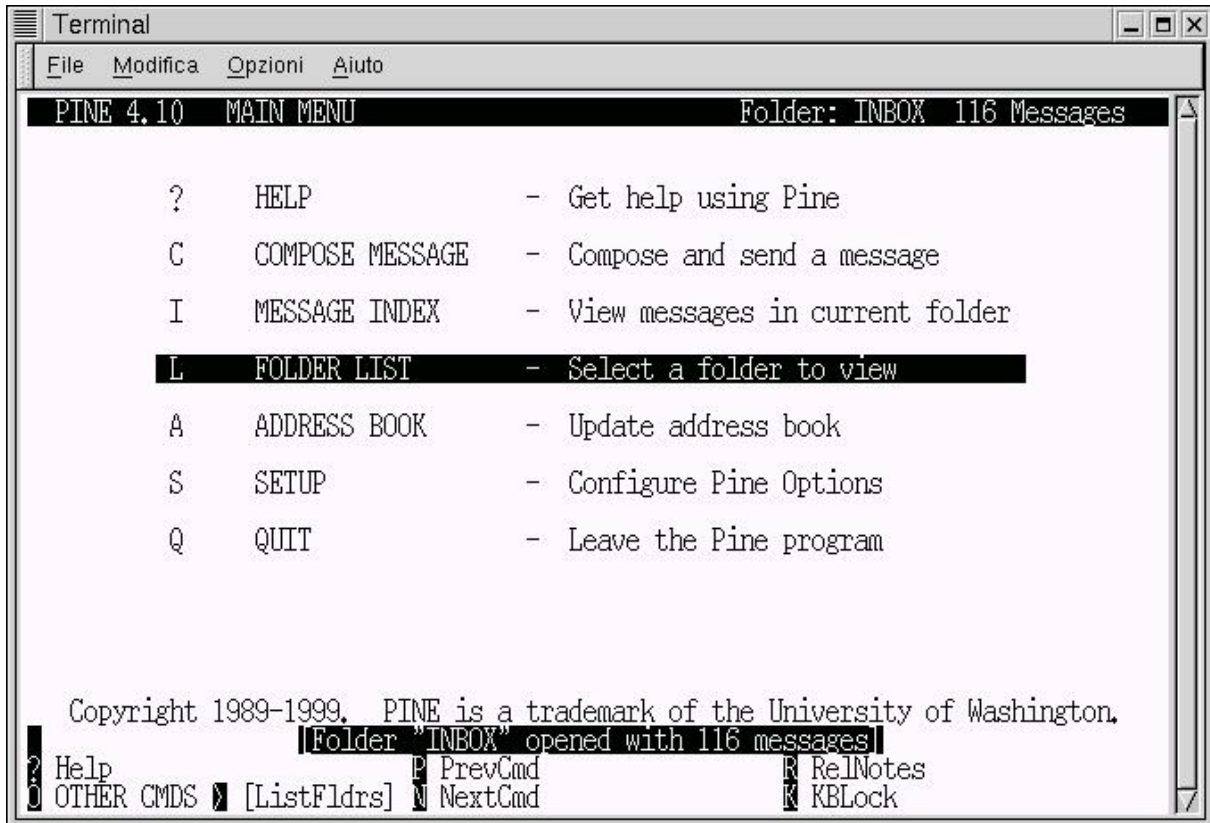 Terminal
File Modifica Opzioni Aiuto
PINE 4.10 MAIN MENU Folder: INBOX 116 Messages
? HELP - Get help using Pine
C COMPOSE MESSAGE - Compose and send a message
I MESSAGE INDEX - View messages in current folder
L FOLDER LIST - Select a folder to view
A ADDRESS BOOK - Update address book
S SETUP - Configure Pine Options
Q QUIT - Leave the Pine program
Copyright 1989-1999. PINE is a trademark of the University of Washington.
[Folder "INBOX" opened with 116 messages]
? Help P PrevCmd R RelNotes
O OTHER CMDS > [ListFldrs] N NextCmd K KBLock